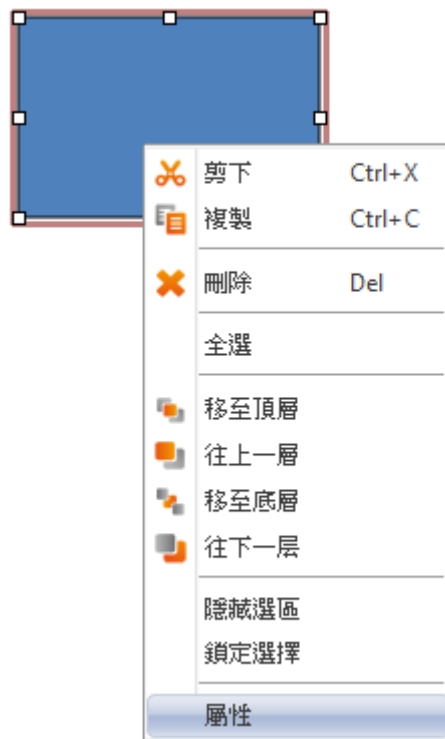 剪下 Ctrl+X
複製 Ctrl+C
刪除 Del
全選
移至頂層
往上一層
移至底層
往下一层
隱藏選區
鎖定選擇
屬性